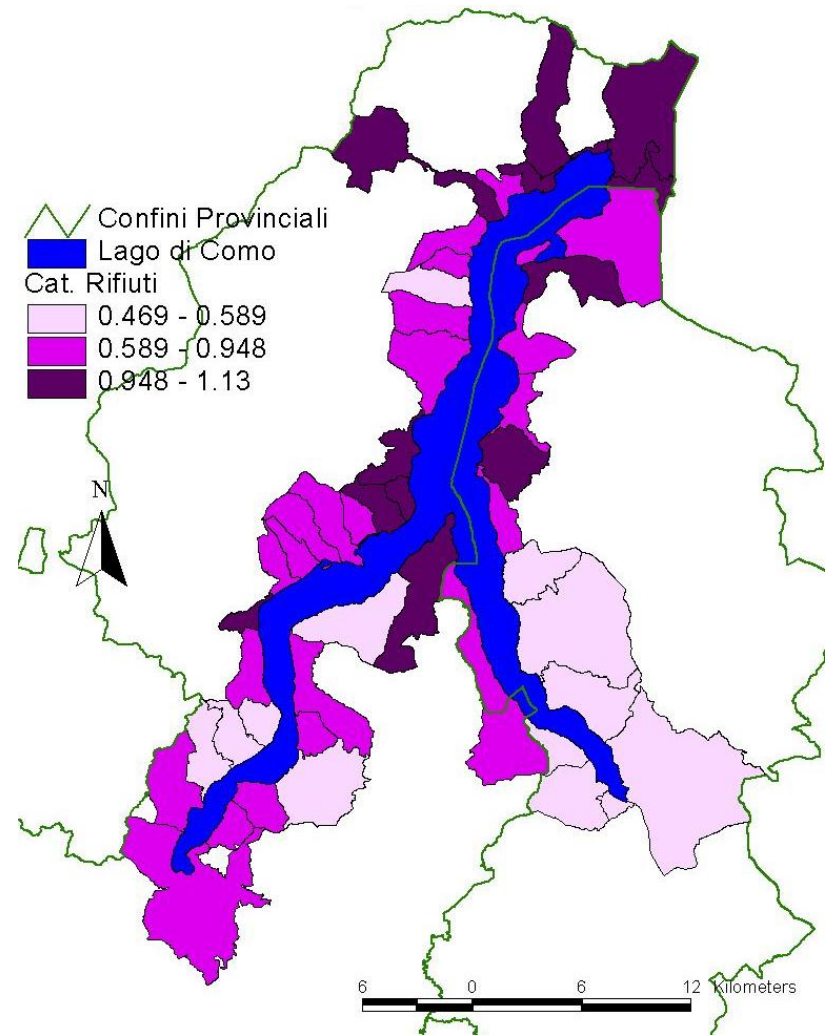 Confini Provinciali
Lago di Como
Cat. Rifiuti
0.469 - 0.589
0.589 - 0.948
0.948 - 1.13
N
6 0 6 12 Kilometers